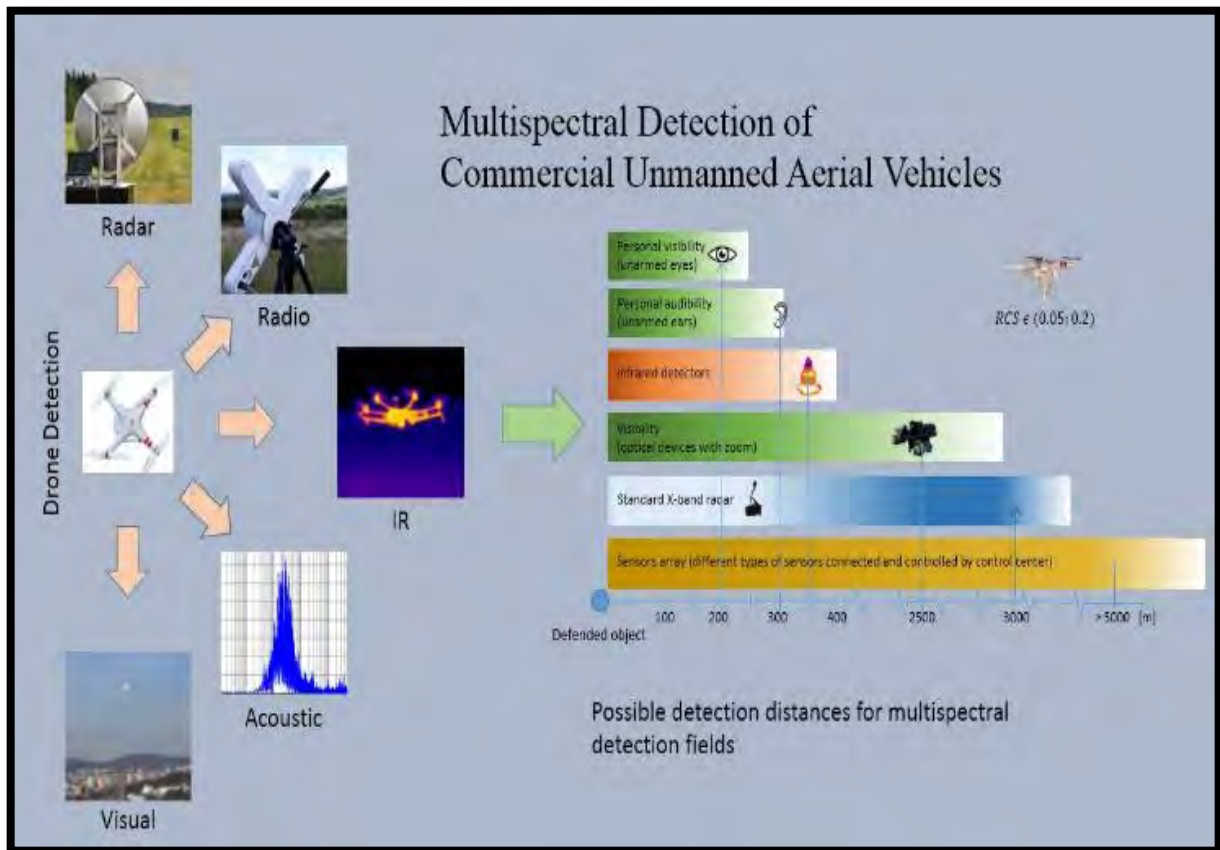 Multispectral Detection of
Commercial Unmanned Aerial Vehicles
Drone Detection
Radar
Radio
IR
Acoustic
Visual
Personal visibility
(unarmed eyes)
Personal audibility
(unarmed ears)
Infrared detectors
Visibility
(optical devices with zoom)
Standard X-band radar
Sensors array (different types of sensors connected and controlled by control center)
RCS ϵ (0.05; 0.2)
Defended object
100 200 300 400 2500 3000 > 5000 [m]
Possible detection distances for multispectral
detection fields